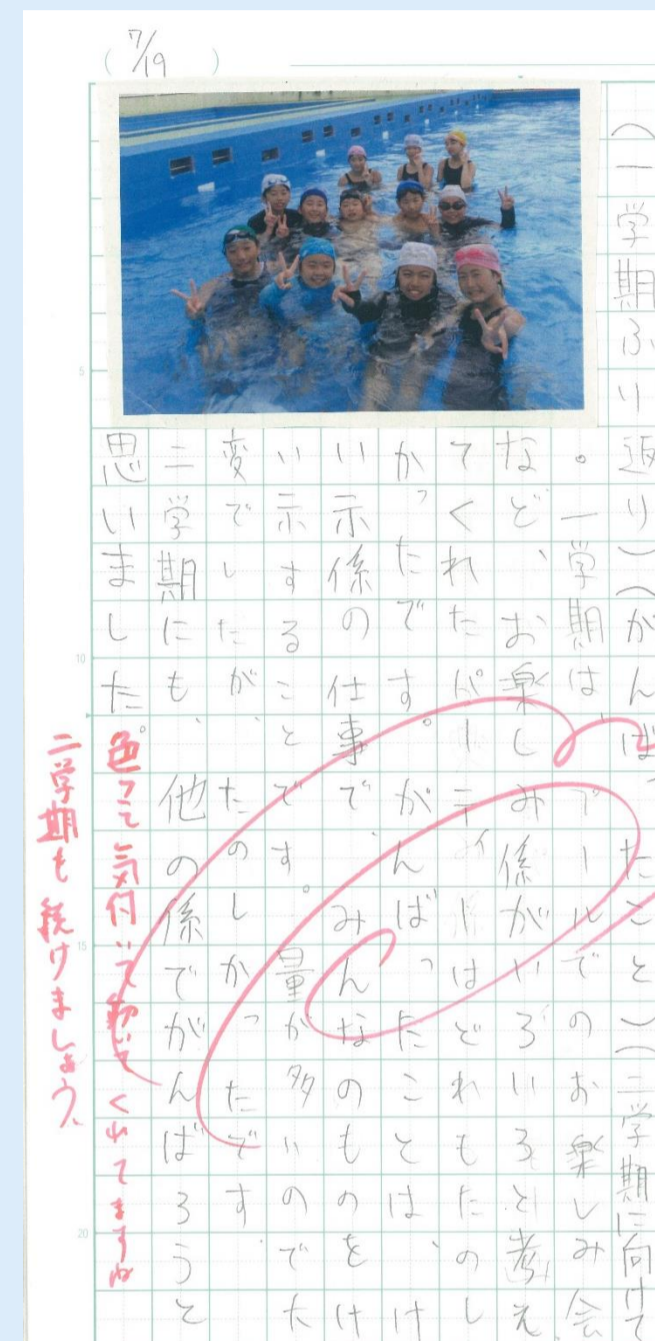 7/19
(一学期ふり返り)(がんばったこと)(二学期に向けて
。一学期は、プールでのお楽しみ会
など、お楽しみ係がいろいろと考え
てくれたパーティーはどれもたのし
かったです。がんばったことは、け
い示係の仕事で、みんなのものをけ
い示することです。量が多いのでた
変でしたが、たのしかったです
二学期にも、他の係でがんばろうと
思いました。
色々て気付いて動いてくれてますね
二学期も続けましょう、
5
10
15
20